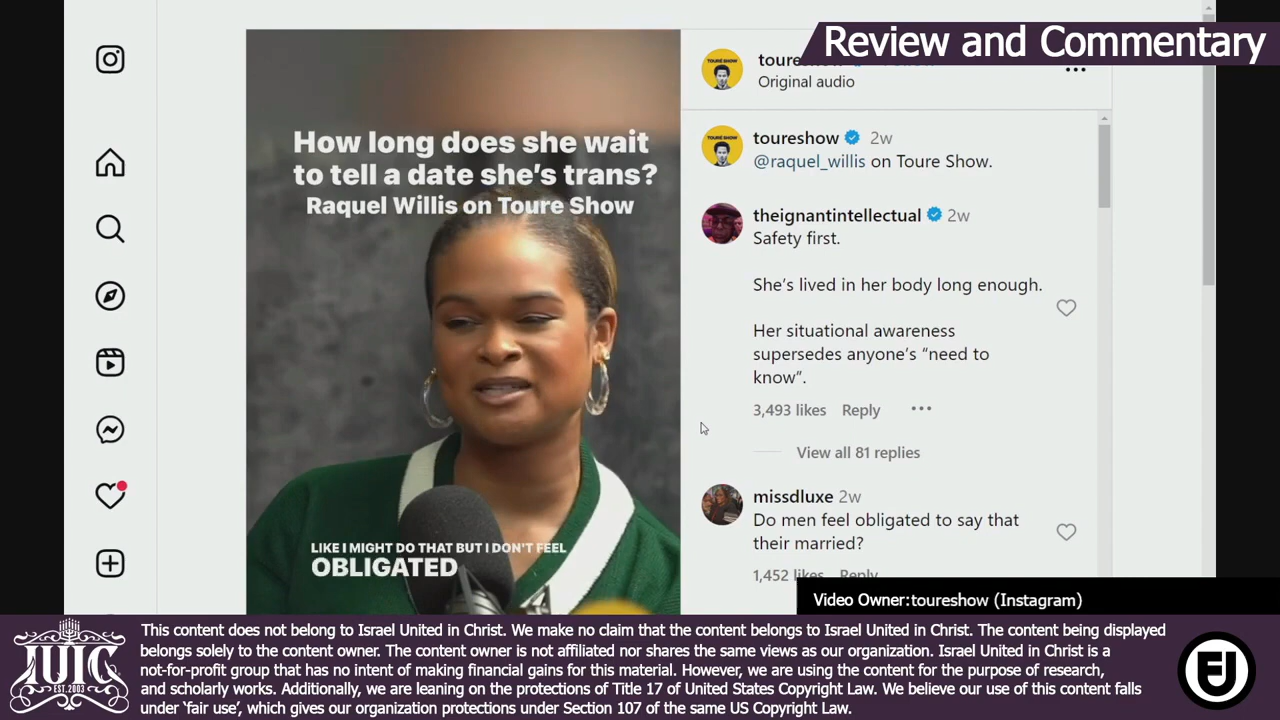 Review and Commentary
How long does she wait
to tell a date she's trans?
Raquel Willis on Toure Show
LIKE I MIGHT DO THAT BUT I DON'T FEEL
OBLIGATED
Original audio
toureshow 2w
@raquel_willis on Toure Show.
theignantintellectual 2w
Safety first.
She's lived in her body long enough.
Her situational awareness
supersedes anyone's “need to
know”.
3,493 likes Reply
View all 81 replies
missdluxe 2w
Do men feel obligated to say that
their married?
1,452 likes Reply
Video Owner:toureshow (Instagram)
IUIC
EST.2003
This content does not belong to Israel United in Christ. We make no claim that the content belongs to Israel United in Christ. The content being displayed
belongs solely to the content owner. The content owner is not affiliated nor shares the same views as our organization. Israel United in Christ is a
not-for-profit group that has no intent of making financial gains for this material. However, we are using the content for the purpose of research,
and scholarly works. Additionally, we are leaning on the protections of Title 17 of United States Copyright Law. We believe our use of this content falls
under 'fair use', which gives our organization protections under Section 107 of the same US Copyright Law.